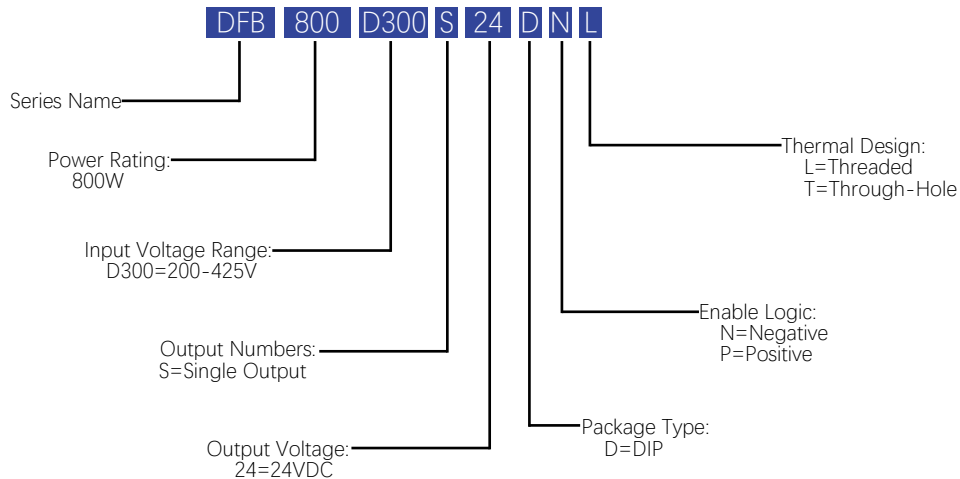 DFB 800 D300 S 24 D N L
Series Name
Power Rating:
800W
Input Voltage Range:
D300=200-425V
Output Numbers:
S=Single Output
Output Voltage:
24=24VDC
Package Type:
D=DIP
Enable Logic:
N=Negative
P=Positive
Thermal Design:
L=Threaded
T=Through-Hole